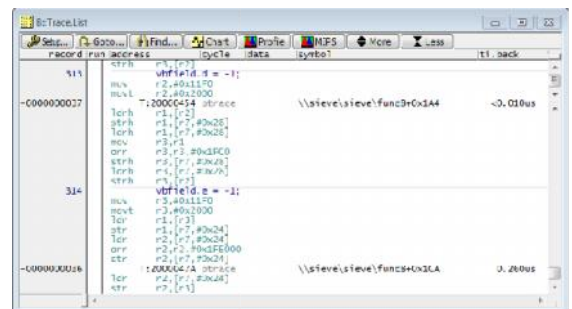 B::Trace.List
Setup... Goto... Find... Chart Profile MIPS More Less
record run address cycle data symbol ti.back
strh r3,[r2]
313 vbfield.d = -1;
mov r2,#0x11F0
movt r2,#0x2000
-0000000037 T:20000454 ptrace \\sieve\sieve\func8+0x1A4 <0.010us
ldrh r1,[r2]
strh r1,[r7,#0x28]
ldrh r1,[r7,#0x28]
mov r3,r1
orr r3,r3,#0x1FC0
strh r3,[r7,#0x28]
ldrh r3,[r7,#0x28]
strh r3,[r2]
314 vbfield.e = -1;
mov r3,#0x11F0
movt r3,#0x2000
ldr r1,[r3]
str r1,[r7,#0x24]
ldr r2,[r7,#0x24]
orr r2,r2,#0x1FE000
str r2,[r7,#0x24]
-0000000036 T:2000047A ptrace \\sieve\sieve\func8+0x1CA 0.260us
ldr r2,[r7,#0x24]
str r2,[r3]